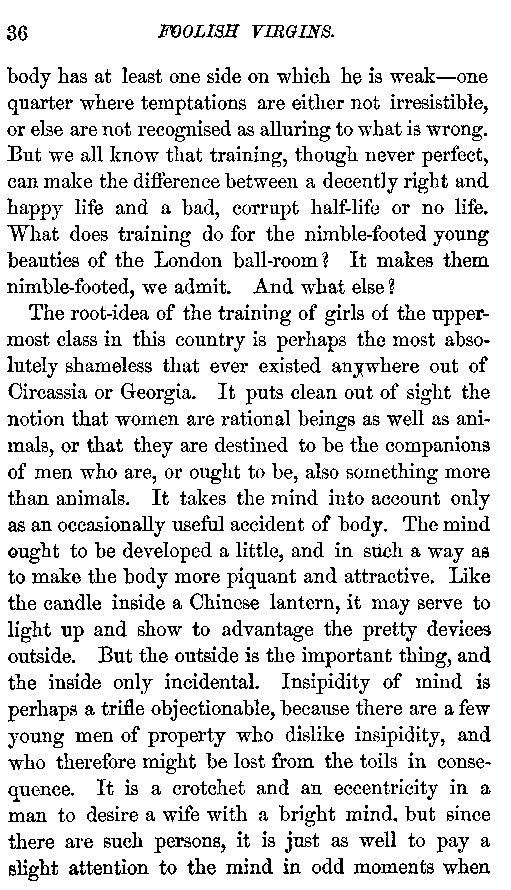 36 FOOLISH VIRGINS.
body has at least one side on which he is weak—one
quarter where temptations are either not irresistible,
or else are not recognised as alluring to what is wrong.
But we all know that training, though never perfect,
can make the difference between a decently right and
happy life and a bad, corrupt half-life or no life.
What does training do for the nimble-footed young
beauties of the London ball-room? It makes them
nimble-footed, we admit. And what else?
The root-idea of the training of girls of the upper-
most class in this country is perhaps the most abso-
lutely shameless that ever existed anywhere out of
Circassia or Georgia. It puts clean out of sight the
notion that women are rational beings as well as ani-
mals, or that they are destined to be the companions
of men who are, or ought to be, also something more
than animals. It takes the mind into account only
as an occasionally useful accident of body. The mind
ought to be developed a little, and in such a way as
to make the body more piquant and attractive. Like
the candle inside a Chinese lantern, it may serve to
light up and show to advantage the pretty devices
outside. But the outside is the important thing, and
the inside only incidental. Insipidity of mind is
perhaps a trifle objectionable, because there are a few
young men of property who dislike insipidity, and
who therefore might be lost from the toils in conse-
quence. It is a crotchet and an eccentricity in a
man to desire a wife with a bright mind, but since
there are such persons, it is just as well to pay a
slight attention to the mind in odd moments when